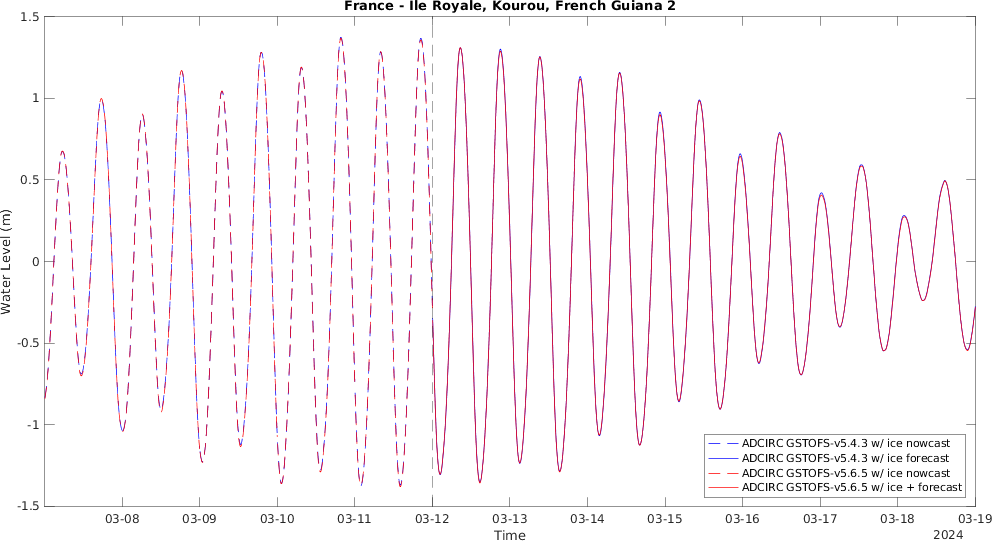 France - Ile Royale, Kourou, French Guiana 2
1.5
1
0.5
0
-0.5
-1
-1.5
Water Level (m)
03-08 03-09 03-10 03-11 03-12 03-13 03-14 03-15 03-16 03-17 03-18 03-19
Time
2024
ADCIRC GSTOFS-v5.4.3 w/ ice nowcast
ADCIRC GSTOFS-v5.4.3 w/ ice forecast
ADCIRC GSTOFS-v5.6.5 w/ ice nowcast
ADCIRC GSTOFS-v5.6.5 w/ ice + forecast